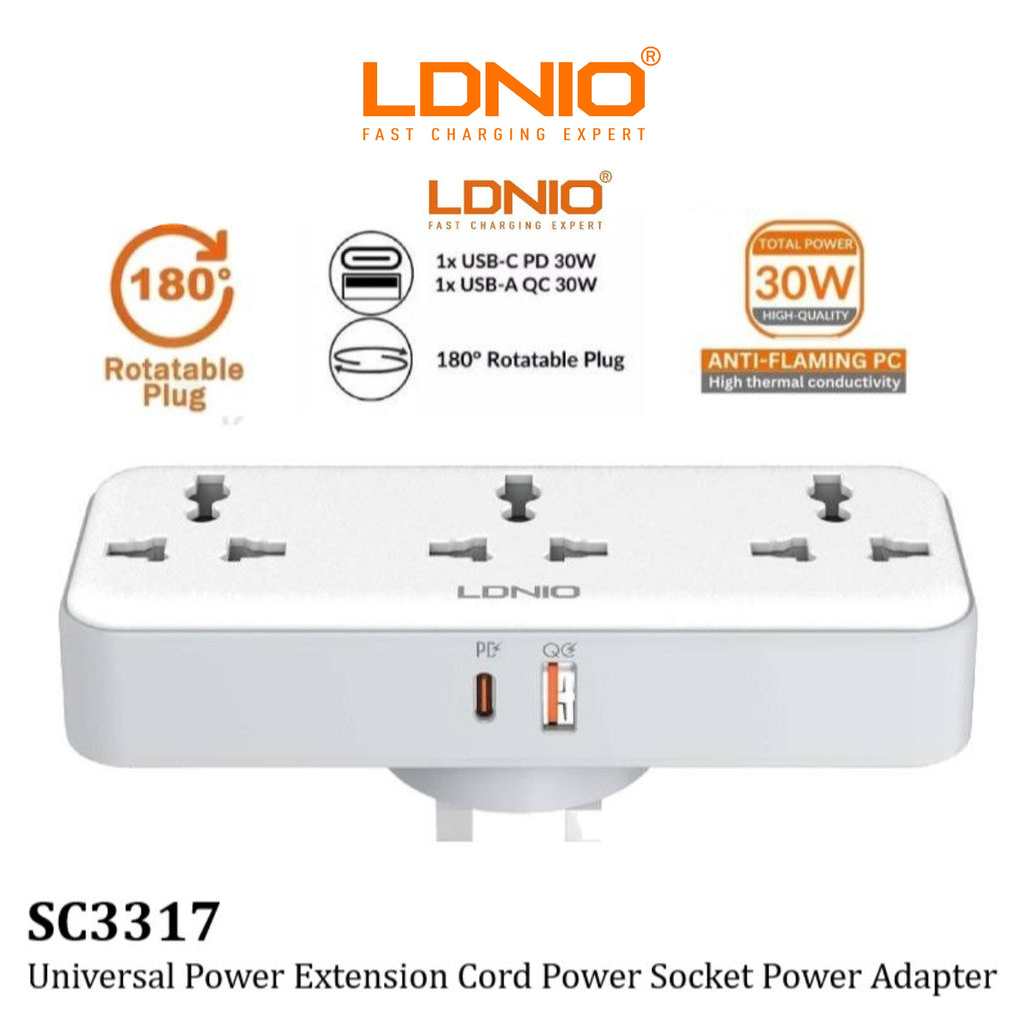 LDNIO®
FAST CHARGING EXPERT
LDNIO®
FAST CHARGING EXPERT
180°
Rotatable
Plug
1x USB-C PD 30W
1x USB-A QC 30W
180° Rotatable Plug
TOTAL POWER
30W
HIGH-QUALITY
ANTI-FLAMING PC
High thermal conductivity
LDNIO
PD
QC
SC3317
Universal Power Extension Cord Power Socket Power Adapter